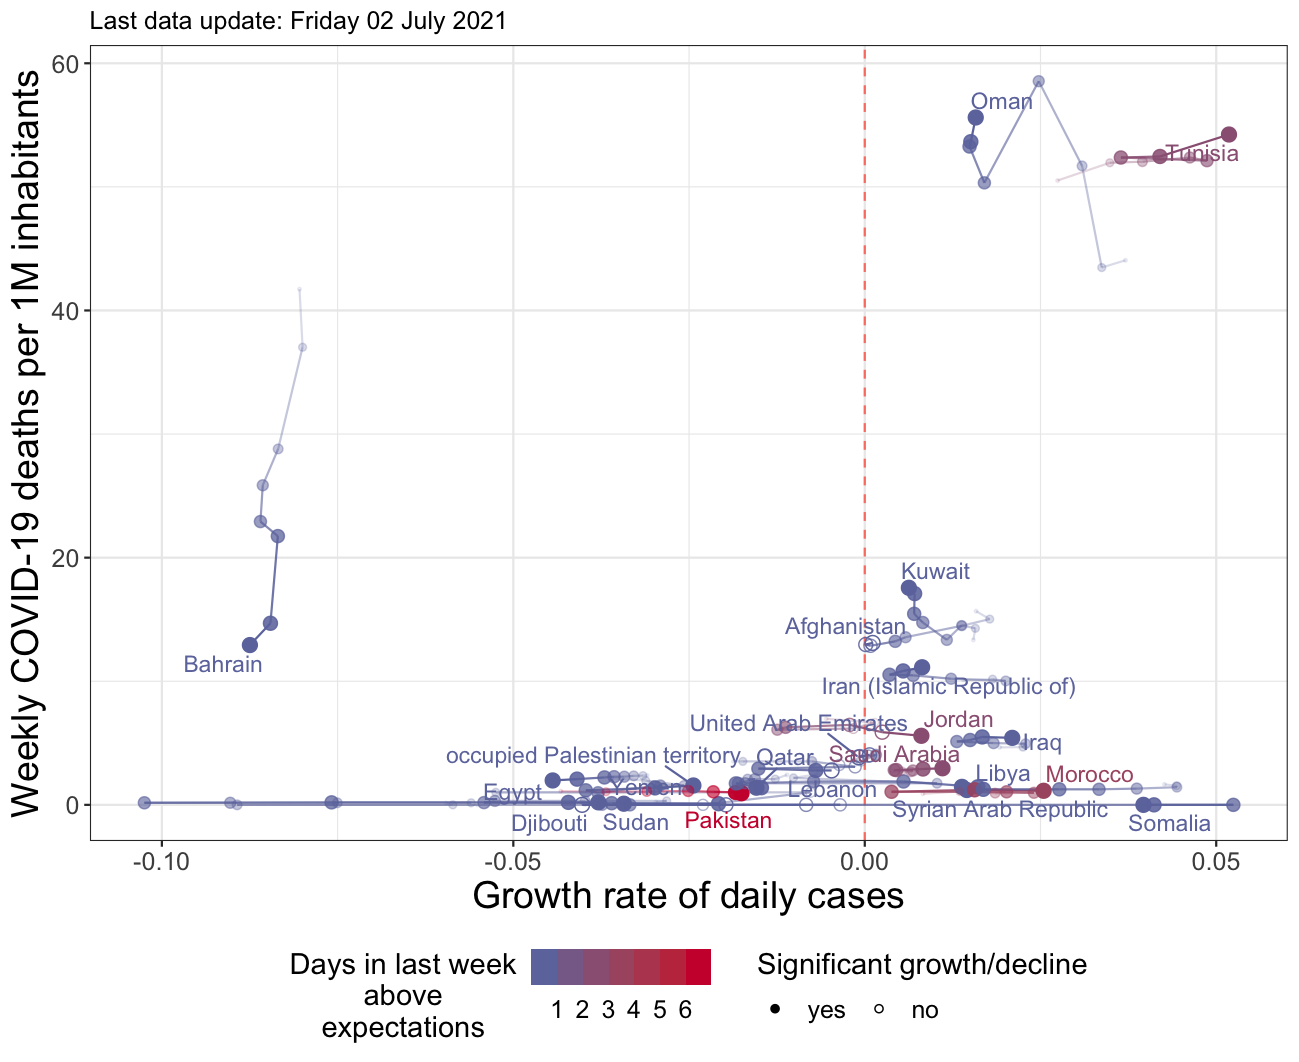 Last data update: Friday 02 July 2021
Weekly COVID-19 deaths per 1M inhabitants
60
40
20
0
Oman
Tunisia
Bahrain
Kuwait
Afghanistan
Iran (Islamic Republic of)
United Arab Emirates
Jordan
Iraq
occupied Palestinian territory
Qatar
Saudi Arabia
Libya
Morocco
Egypt
Yemen
Lebanon
Syrian Arab Republic
Djibouti
Sudan
Pakistan
Somalia
-0.10
-0.05
0.00
0.05
Growth rate of daily cases
Days in last week
above
expectations
1 2 3 4 5 6
Significant growth/decline
yes
no